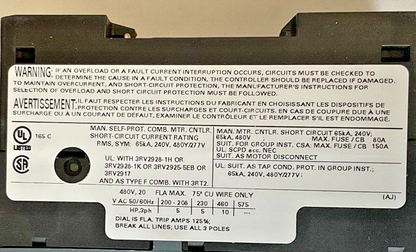 WARNING: IF AN OVERLOAD OR A FAULT CURRENT INTERRUPTION OCCURS, CIRCUITS MUST BE CHECKED TO
DETERMINE THE CAUSE IN A FAULT CONDITION, THE CONTROLLER SHOULD BE REPLACED TO
MAINTAIN OVERCURRENT, AND SHORT-CIRCUIT PROTECTION, THE MANUFACTURER'S INSTRUCTIONS FOR
SELECTION OF OVERLOAD AND SHORT CIRCUIT PROTECTION MUST BE FOLLOWED.
AVERTISSEMENT: IL FAUT RESPECTER LES INSTRUCTIONS DU FABRICANT EN CHOISISSANT LES DISPOSITIFS DE
PROTECTION CONTRE LES SURCHARGES ET COURT-CIRCUITS. EN CAS DE COUPURE DUE À UNE
SURCHARGE OU À UN COURANT DE DÉFAUT, EXAMINER LE CONTRÔLEUR ET LE REMPLACER S'IL EST ENDOMMAGÉ.
UL LISTED 165 C
MAN. SELF-PROT. COMB. MTR. CNTLR.
SHORT-CIRCUIT CURRENT RATING
RMS, SYM: 65kA, 240V, 480Y/277V
UL: WITH 3RV2928-1H OR
3RV2928-1K OR 3RV2925-5EB OR
3RV2917
AND AS TYPE F COMB. WITH 3RT2.
MAN. MTR. CNTLR. SHORT CIRCUIT 65kA, 240V,
65kA, 480V MAX. FUSE / CB 60A
SUIT. FOR GROUP INST. CSA MAX. FUSE / CB 150A
UL: SCPD acc. NEC
SUIT. AS MOTOR DISCONNECT
UL: SUIT. AS TAP COND. PROT. IN GROUP INST.;
65kA, 240V, 480Y/277V
480V, 20 FLA MAX. 75° CU WIRE ONLY
(AJ)
V AC 50/60Hz 200 - 208 230 460 575
HP,3ph 5 5 10 ---
DIAL IS FLA. TRIP AMPS 125%;
BREAK ALL LINES; USE ALL 3 POLES